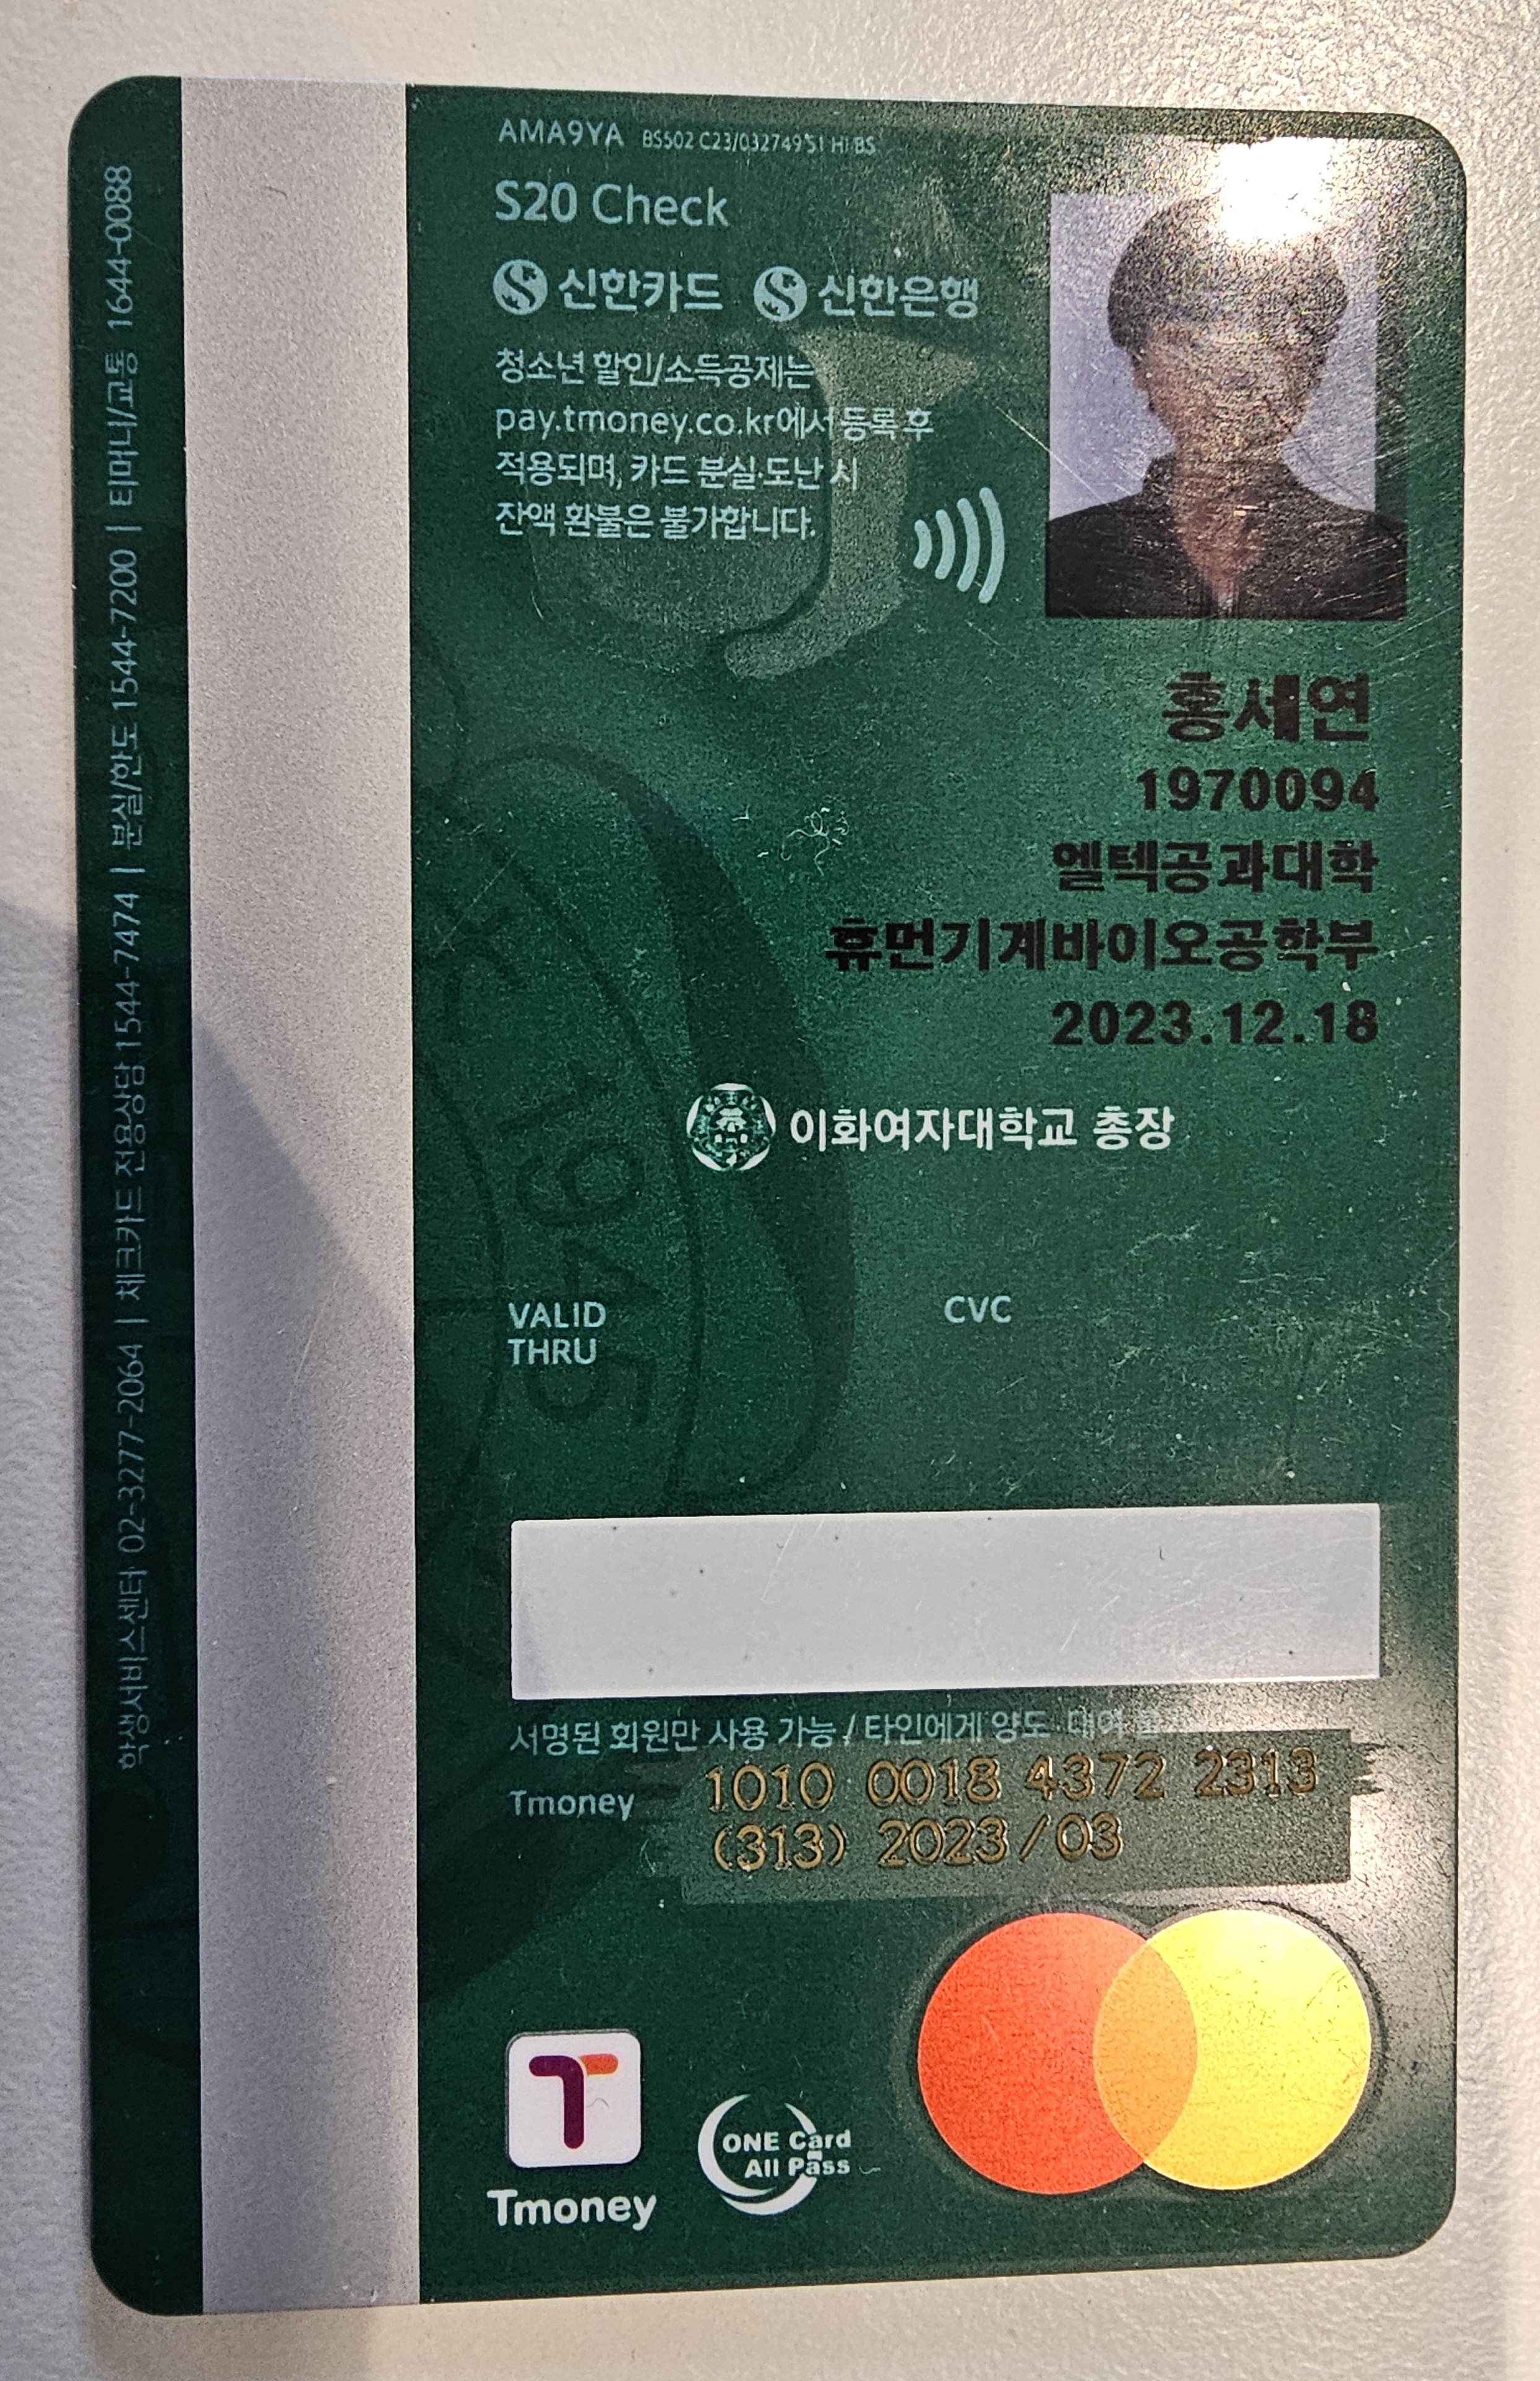 AMA9YA BS502 C23/032749
S20 Check
신한카드 신한은행
청소년 할인/소득공제는
pay.tmoney.co.kr에서 등록 후
적용되며, 카드 분실·도난 시
잔액 환불은 불가합니다.
홍세연
1970094
엘텍공과대학
휴먼기계바이오공학부
2023.12.18
이화여자대학교 총장
VALID
THRU
CVC
서명된 회원만 사용 가능 / 타인에게 양도 대여
Tmoney
1010 0018 4372 2313
(313) 2023/03
Tmoney
ONE Card
All Pass
학생서비스센터 02-3277-2064 | 체크카드 전용상담 1544-7474 | 분실/한도 1544-7200 | 티머니/교통 1644-0088